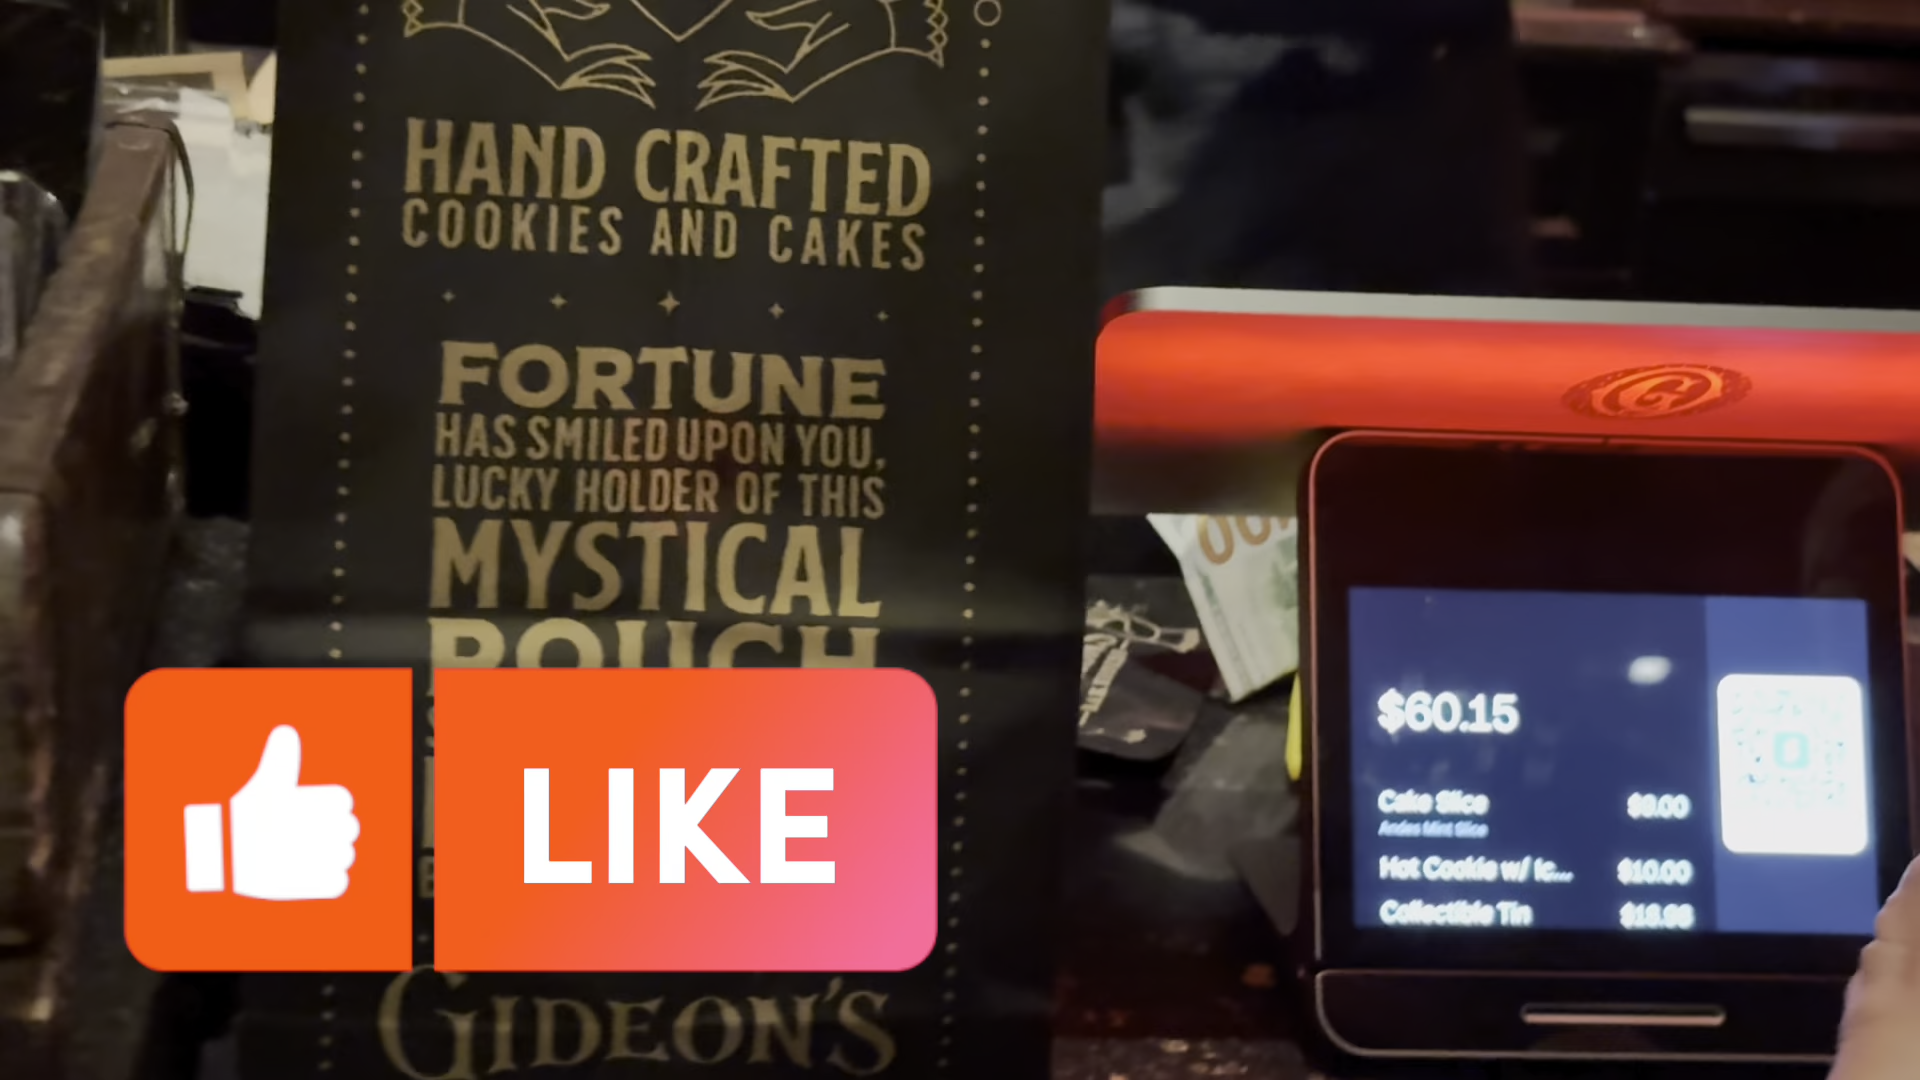 HAND CRAFTED
COOKIES AND CAKES
FORTUNE
HAS SMILED UPON YOU,
LUCKY HOLDER OF THIS
MYSTICAL
POUCH
LIKE
GIDEON'S
G
$60.15
Cake Slice
Andes Mint Slice
Hot Cookie w/ Ic... $10.00
Collectible Tin